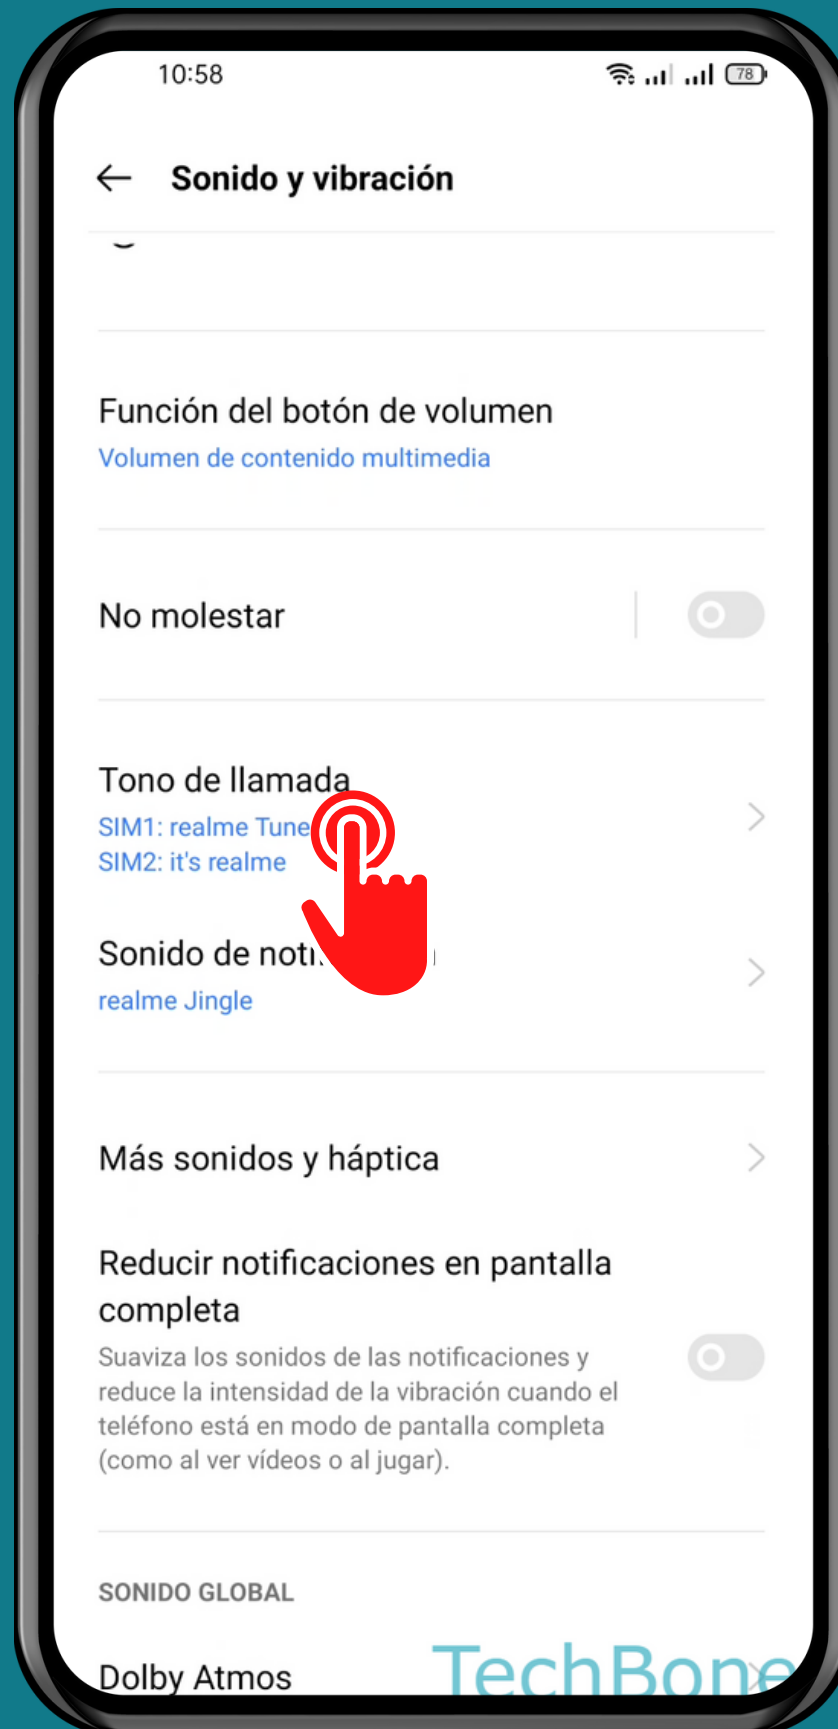 10:58
78
Sonido y vibración
Función del botón de volumen
Volumen de contenido multimedia
No molestar
Tono de llamada
SIM1: realme Tune
SIM2: it's realme
Sonido de
realme Jingle
Más sonidos y háptica
Reducir notificaciones en pantalla
completa
Suaviza los sonidos de las notificaciones y
reduce la intensidad de la vibración cuando el
teléfono está en modo de pantalla completa
(como al ver vídeos o al jugar).
SONIDO GLOBAL
Dolby Atmos
TechBone